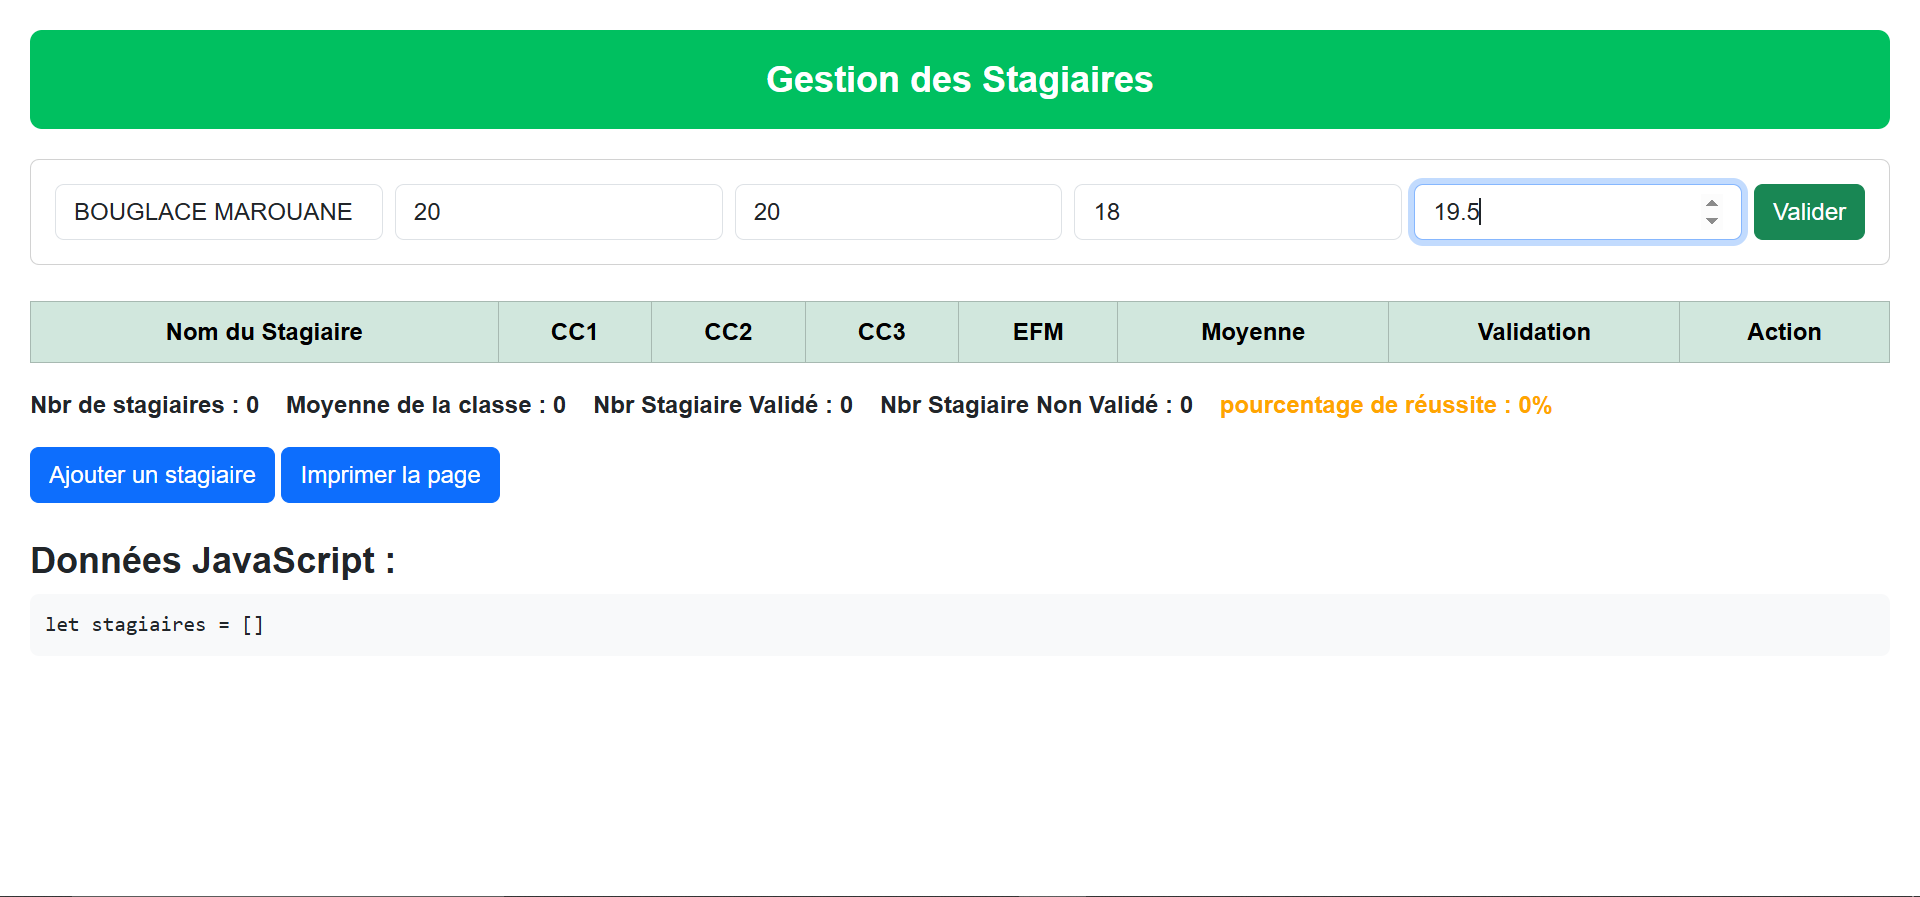 Gestion des Stagiaires
BOUGLACE MAROUANE 20 20 18 19.5 Valider
Nom du Stagiaire CC1 CC2 CC3 EFM Moyenne Validation Action
Nbr de stagiaires : 0 Moyenne de la classe : 0 Nbr Stagiaire Validé : 0 Nbr Stagiaire Non Validé : 0 pourcentage de réussite : 0%
Ajouter un stagiaire Imprimer la page
Données JavaScript :
let stagiaires = []